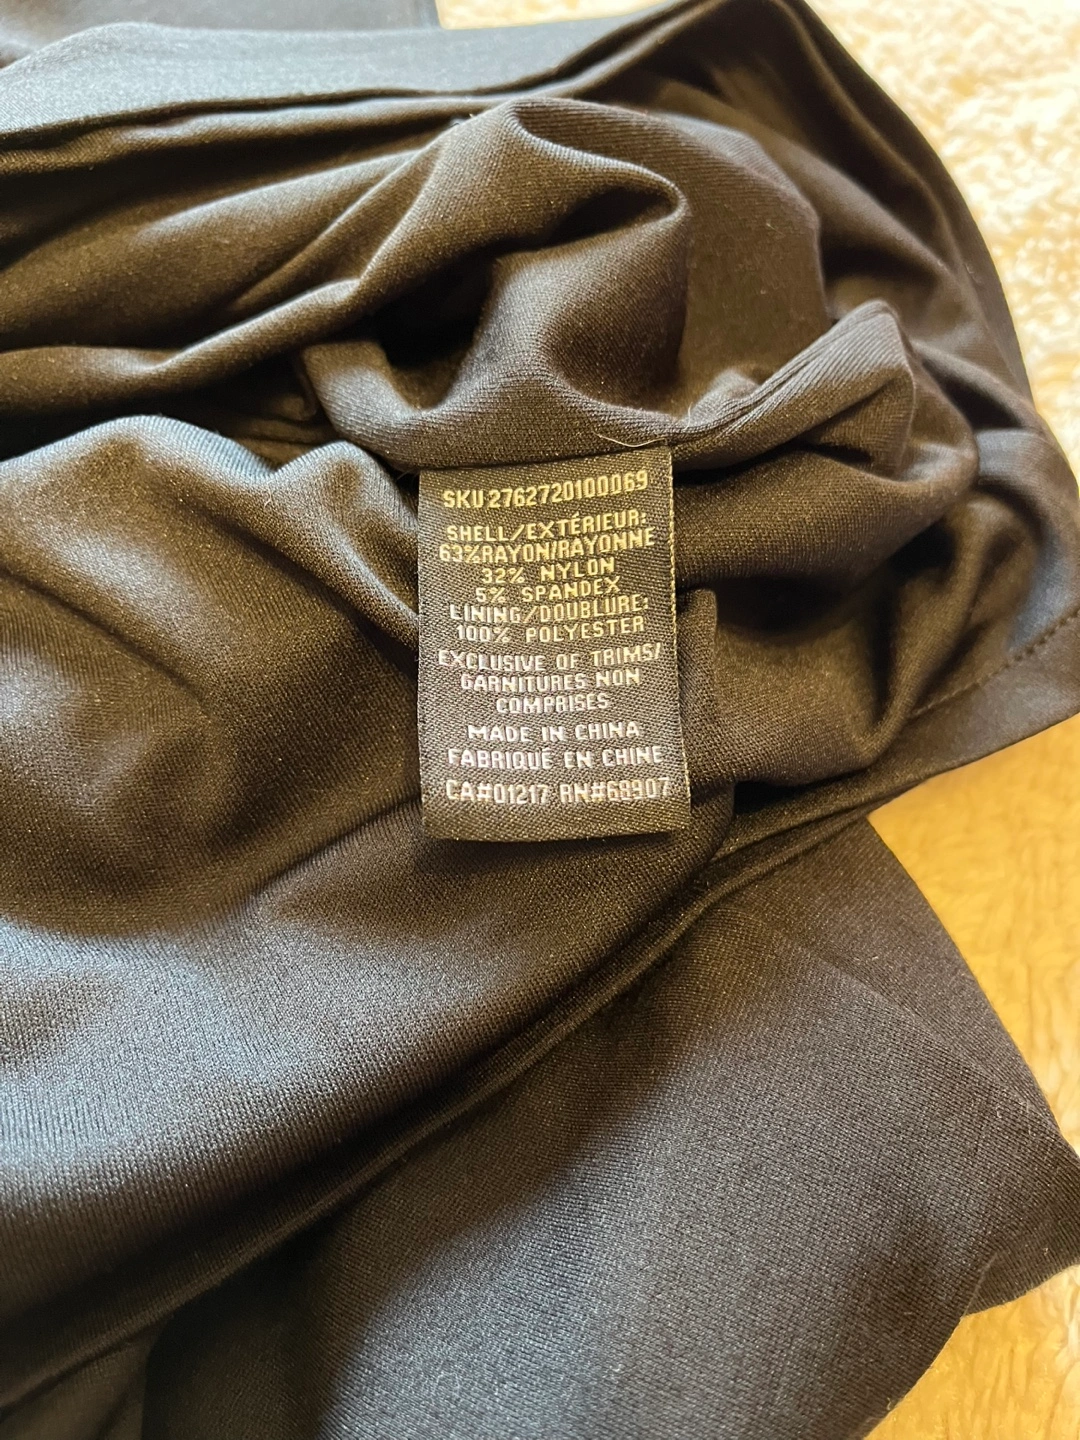 SKU:2762720100069
SHELL/EXTÉRIEUR:
63%RAYON/RAYONNE
32% NYLON
5% SPANDEX
LINING/DOUBLURE:
100% POLYESTER
EXCLUSIVE OF TRIMS/
GARNITURES NON
COMPRISES
MADE IN CHINA
FABRIQUÉ EN CHINE
CA#01217 RN#68907